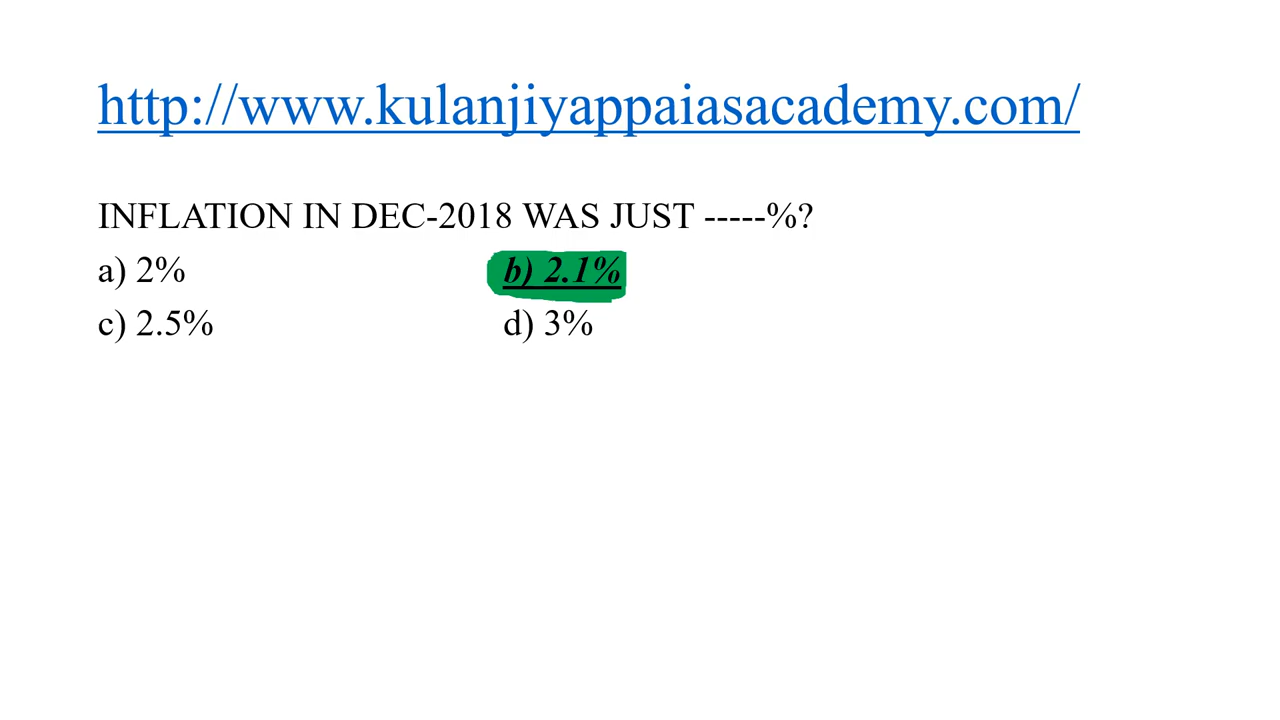 http://www.kulanjiyappaiasacademy.com/
INFLATION IN DEC-2018 WAS JUST -----%?
a) 2% b) 2.1%
c) 2.5% d) 3%